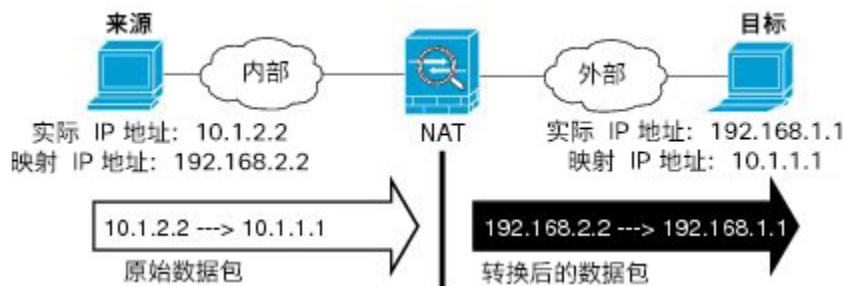 来源
目标
内部
外部
NAT
实际 IP 地址：10.1.2.2
映射 IP 地址：192.168.2.2
实际 IP 地址：192.168.1.1
映射 IP 地址：10.1.1.1
10.1.2.2 ---> 10.1.1.1
192.168.2.2 ---> 192.168.1.1
原始数据包
转换后的数据包